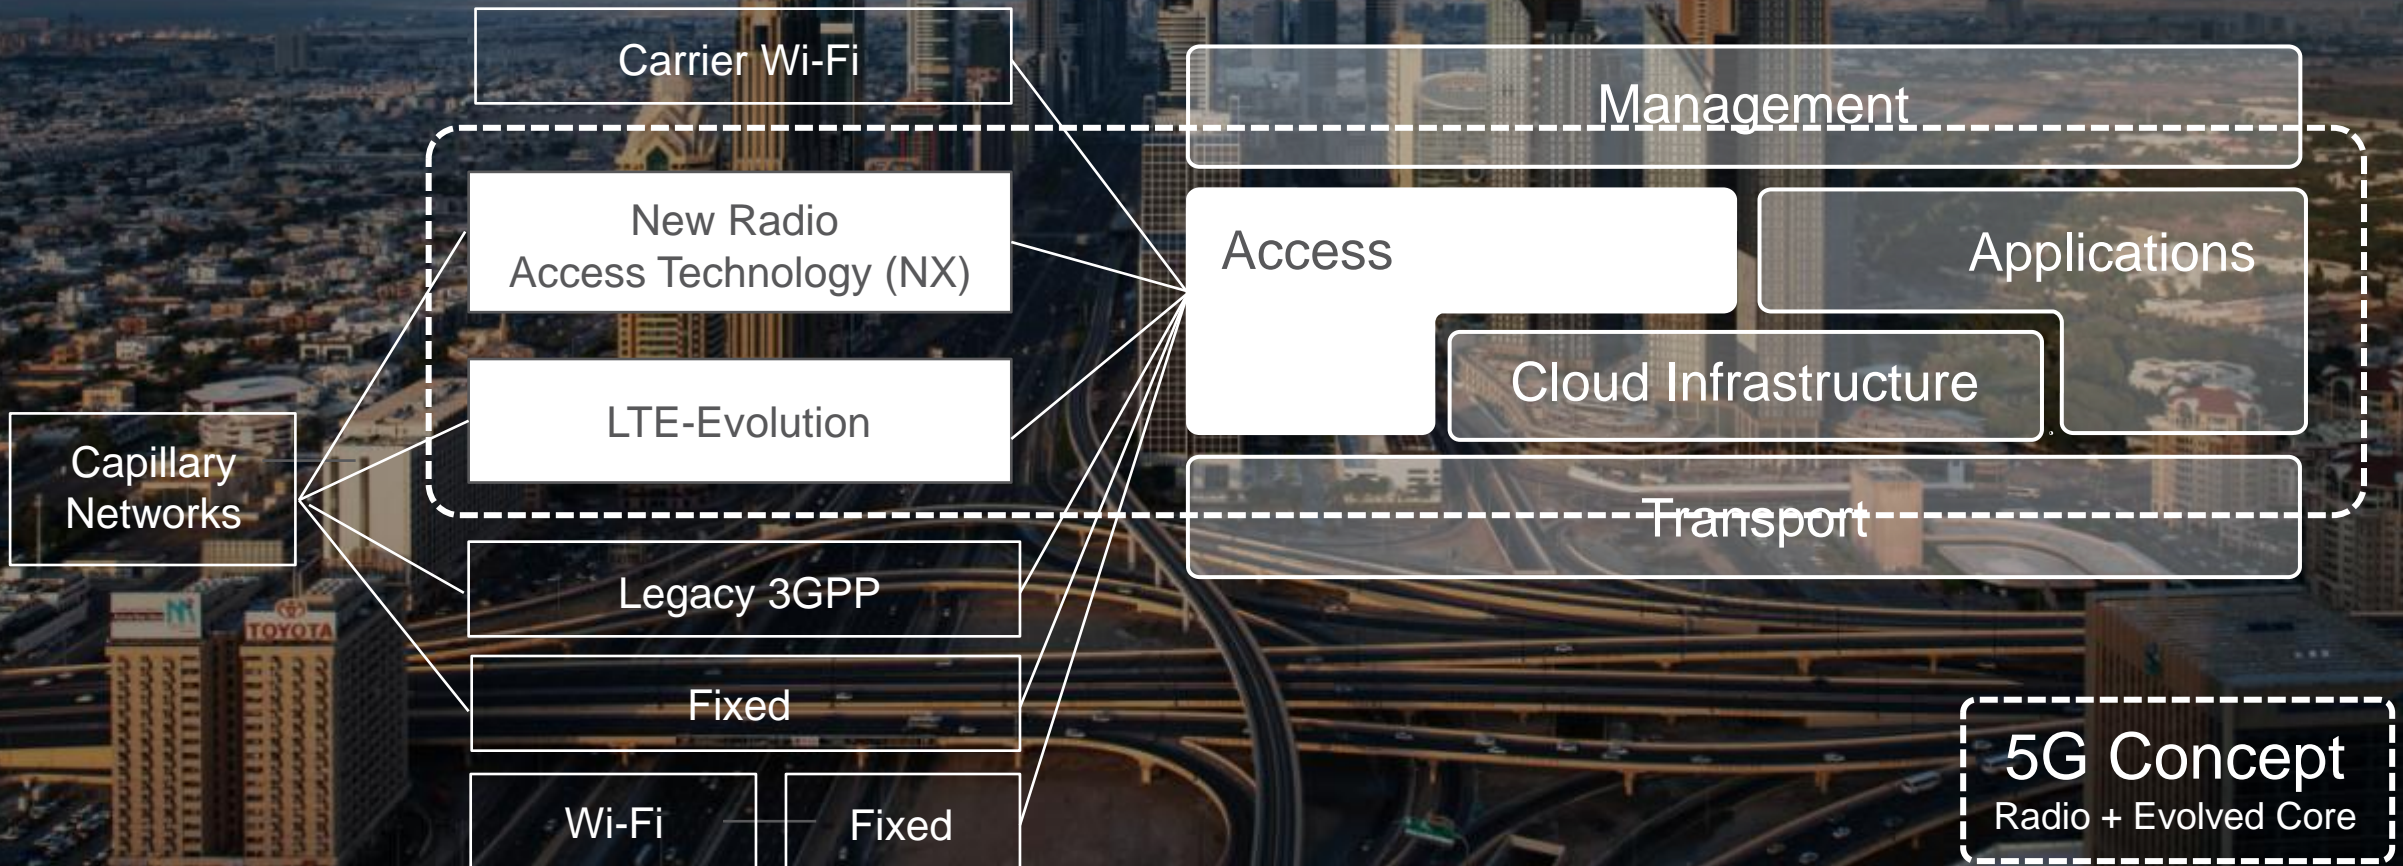 Carrier Wi-Fi
Management
New Radio
Access Technology (NX)
Access
Applications
LTE-Evolution
Cloud Infrastructure
Capillary
Networks
Transport
Legacy 3GPP
TOYOTA
Fixed
5G Concept
Radio + Evolved Core
Wi-Fi
Fixed